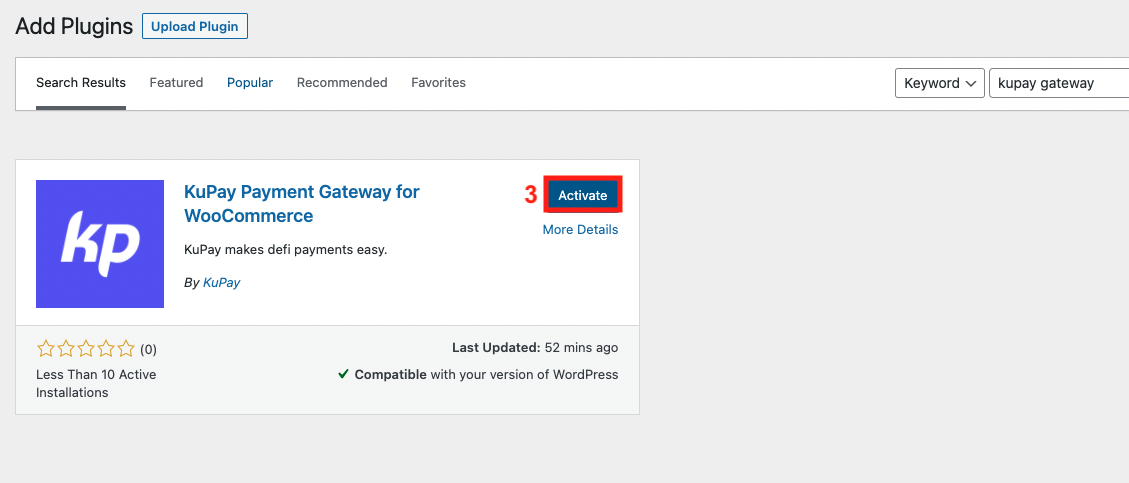 Add Plugins Upload Plugin
Search Results Featured Popular Recommended Favorites Keyword kupay gateway
kp
KuPay Payment Gateway for
WooCommerce
3 Activate
More Details
KuPay makes defi payments easy.
By KuPay
(0)
Less Than 10 Active
Installations
Last Updated: 52 mins ago
Compatible with your version of WordPress